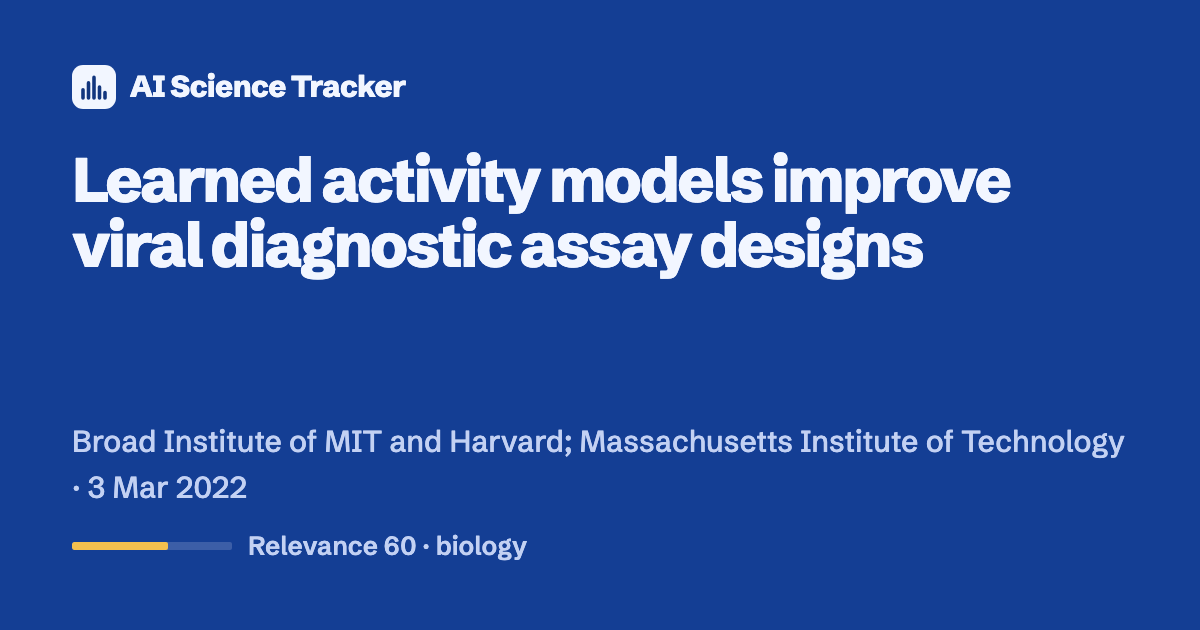 AI Science Tracker
Learned activity models improve
viral diagnostic assay designs
Broad Institute of MIT and Harvard; Massachusetts Institute of Technology
· 3 Mar 2022
Relevance 60 · biology